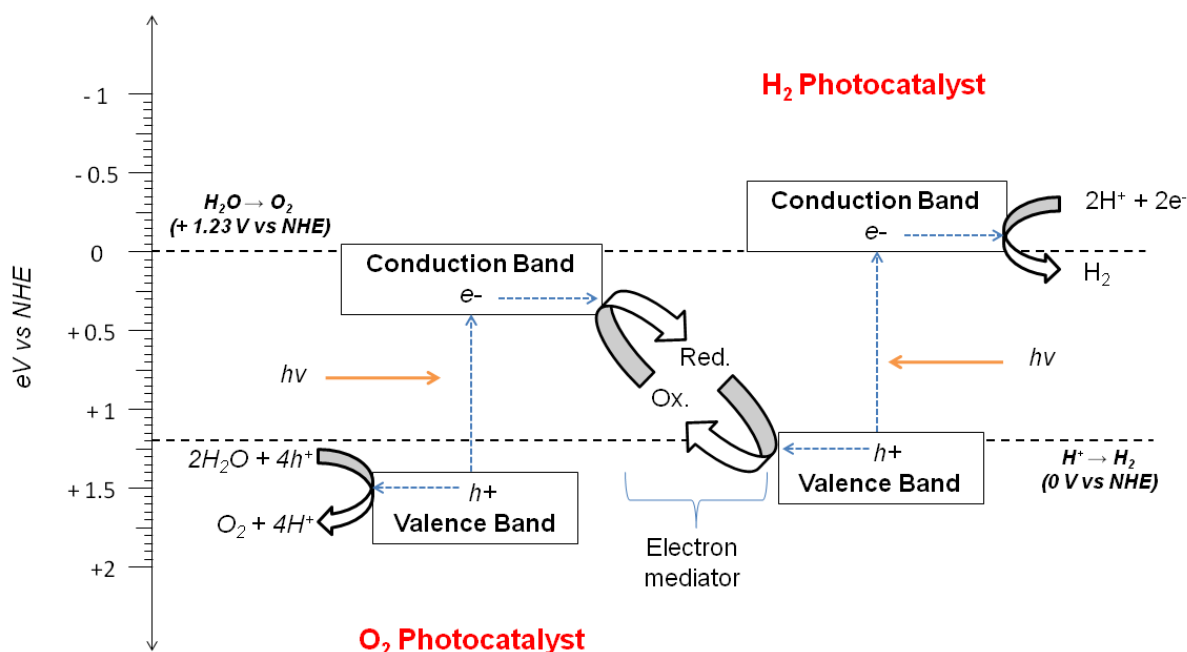 H₂ Photocatalyst
- 1
- 0.5
0
+ 0.5
+ 1
+ 1.5
+2
eV vs NHE
H₂O → O₂
(+ 1.23 V vs NHE)
Conduction Band
e-
2H⁺ + 2e⁻
H₂
Conduction Band
e-
hv
Red.
Ox.
hv
2H₂O + 4h⁺
O₂ + 4H⁺
h+
Valence Band
h+
Valence Band
H⁺ → H₂
(0 V vs NHE)
Electron
mediator
O₂ Photocatalyst